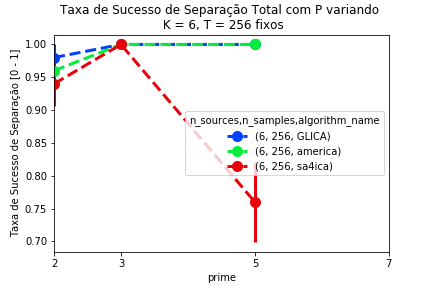 Taxa de Sucesso de Separação Total com P variando
K = 6, T = 256 fixos
Taxa de Sucesso de Separação [0 - 1]
1.00
0.95
0.90
0.85
0.80
0.75
0.70
n_sources,n_samples,algorithm_name
(6, 256, GLICA)
(6, 256, america)
(6, 256, sa4ica)
2
3
5
7
prime